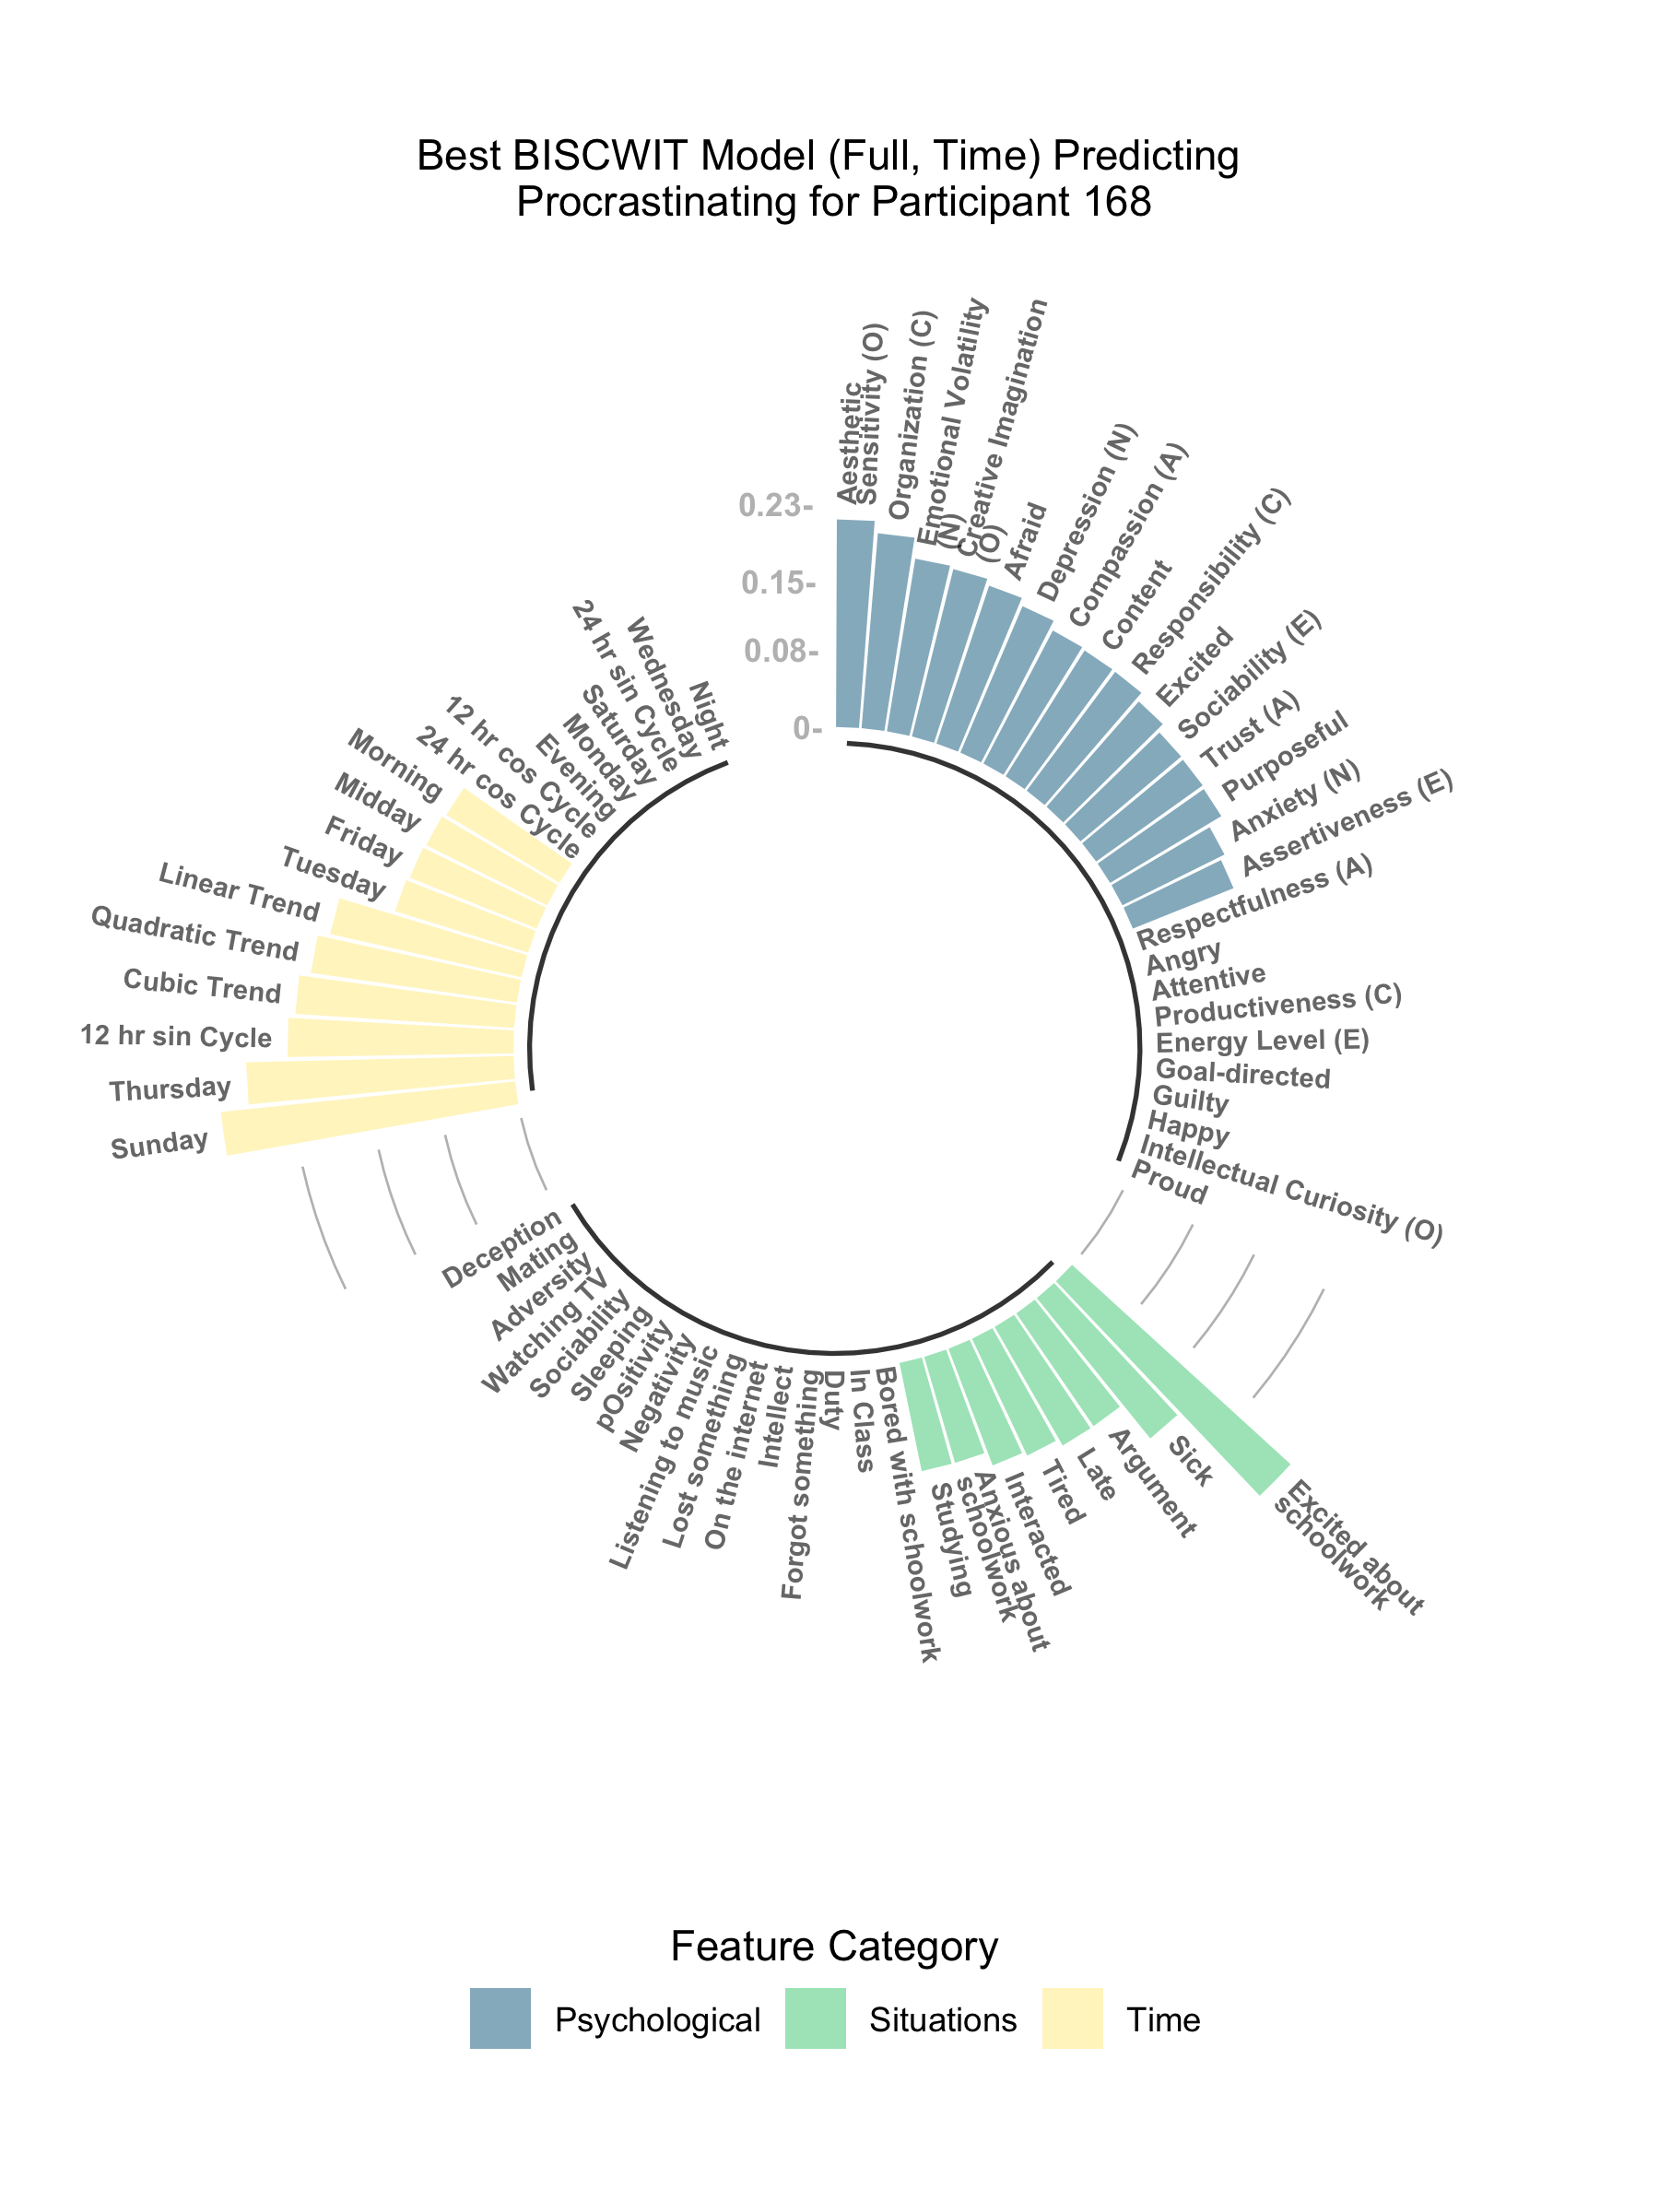 Best BISCWIT Model (Full, Time) Predicting
Procrastinating for Participant 168
0.23-
0.15-
0.08-
0-
Aesthetic
Sensitivity (O)
Organization (C)
Emotional Volatility
(N)
Creative Imagination
(O)
Afraid
Depression (N)
Compassion (A)
Content
Responsibility (C)
Excited
Sociability (E)
Trust (A)
Purposeful
Anxiety (N)
Assertiveness (E)
Respectfulness (A)
Angry
Attentive
Productiveness (C)
Energy Level (E)
Goal-directed
Guilty
Happy
Intellectual Curiosity (O)
Proud
Excited about
schoolwork
Sick
Argument
Late
Tired
Interacted
Anxious about
schoolwork
Studying
Bored with schoolwork
In Class
Duty
Forgot something
Intellect
On the internet
Lost something
Listening to music
Negativity
pOsitivity
Sleeping
Sociability
Watching TV
Adversity
Mating
Deception
Sunday
Thursday
12 hr sin Cycle
Cubic Trend
Quadratic Trend
Linear Trend
Tuesday
Friday
Midday
Morning
24 hr cos Cycle
12 hr cos Cycle
Evening
Monday
Saturday
24 hr sin Cycle
Wednesday
Night
Feature Category
Psychological
Situations
Time